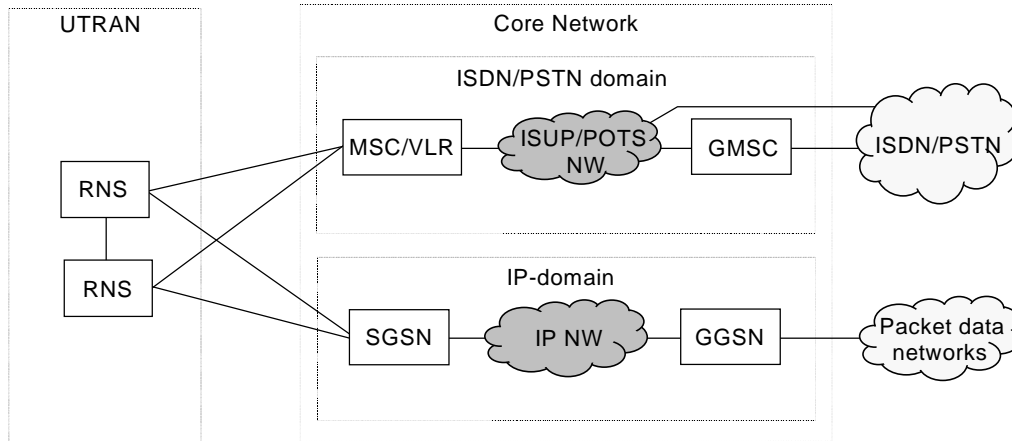 UTRAN
Core Network
ISDN/PSTN domain
MSC/VLR
ISUP/POTS
NW
GMSC
ISDN/PSTN
RNS
RNS
IP-domain
SGSN
IP NW
GGSN
Packet data
networks